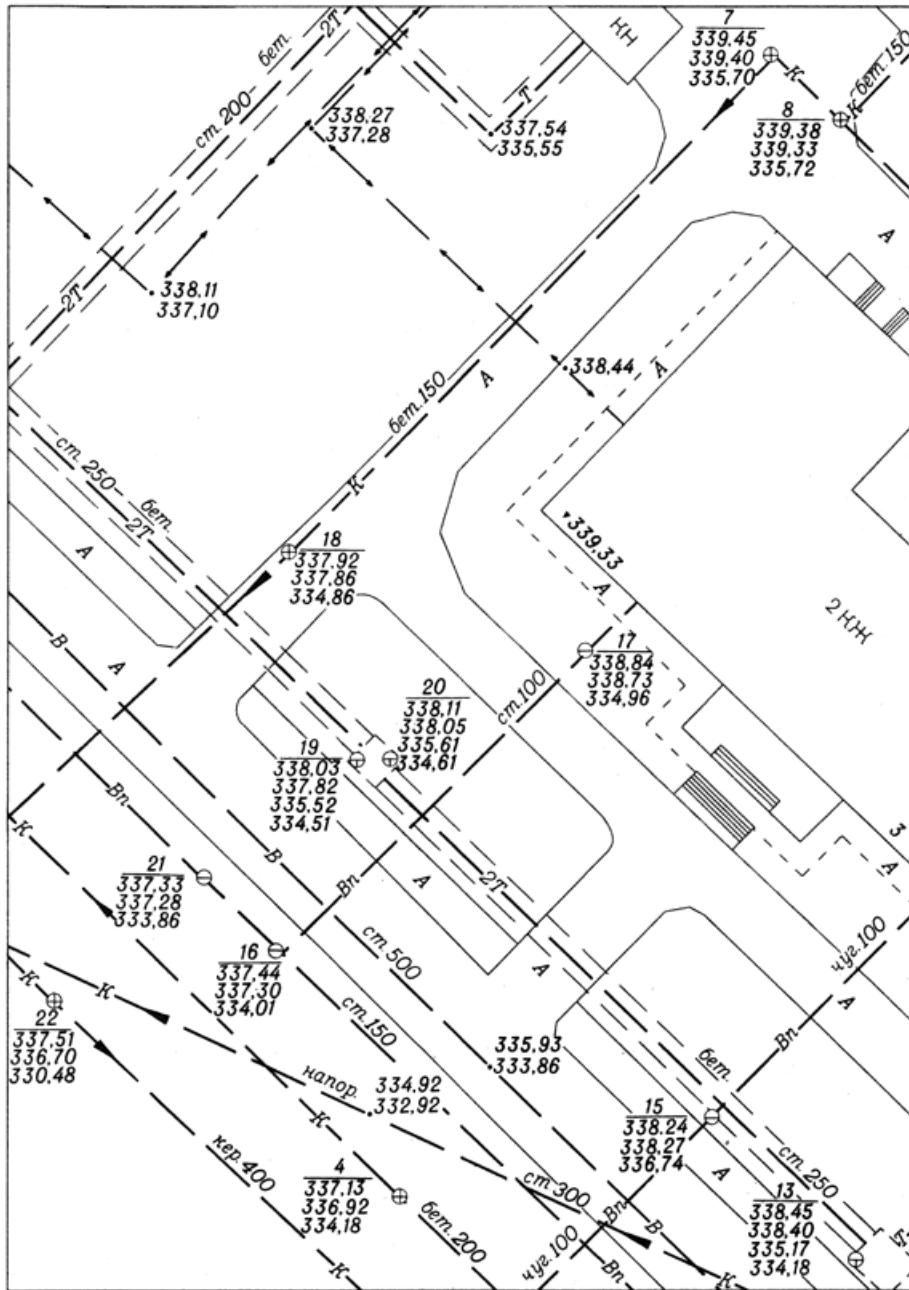 2Т
бет.
ст. 200
КН
7
339.45
339.40
335.70
К
бет. 150
К
8
339.38
339.33
335.72
338,27
337,28
Т
337,54
335,55
А
2Т
338,11
337,10
338,44
А
А
бет. 150
К
ст. 250
бет.
2Т
А
339,33
18
337.92
337.86
334.86
А
2 КЖ
В
А
17
338,84
338.73
334,96
ст. 100
20
338.11
338.05
335.61
334.61
19
338.03
337.82
335.52
334.51
3
А
Вп
К
В
21
337,33
337,28
333,86
Вп
А
2Т
чуг. 100
16
337,44
337,30
334.01
ст. 500
А
А
К
К
22
337.51
336.70
330.48
ст. 150
Вп
335,93
333,86
бет.
напор.
334,92
332,92
К
15
338.24
338,27
336,74
А
кер. 400
4
337.13
336.92
334.18
ст. 300
ст. 250
13
338.45
338.40
335.17
334.18
бет. 200
Вп
В
чуг. 100
К
Вп
К